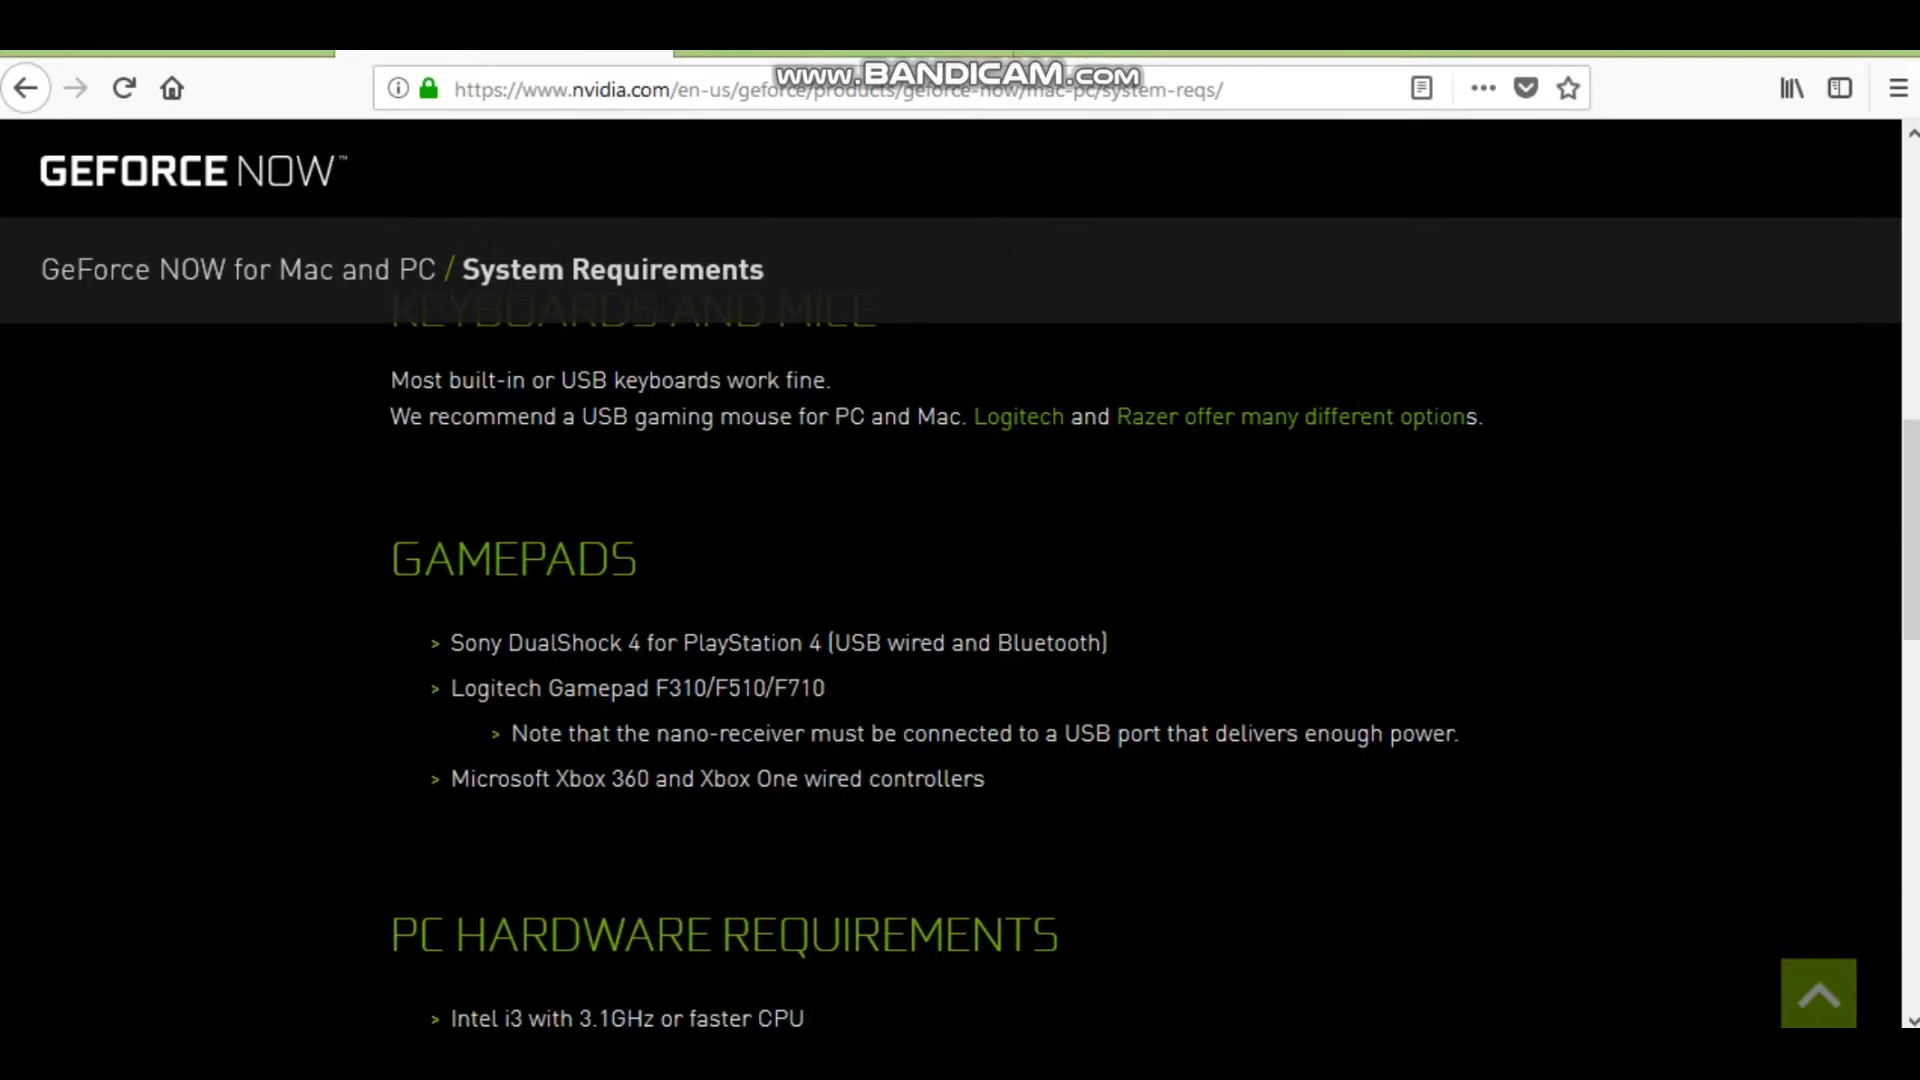 www.BANDICAM.com
https://www.nvidia.com/en-us/geforce/products/geforce-now/mac-pc/system-reqs/
GEFORCE NOW™
GeForce NOW for Mac and PC / System Requirements
KEYBOARDS AND MICE
Most built-in or USB keyboards work fine.
We recommend a USB gaming mouse for PC and Mac. Logitech and Razer offer many different options.
GAMEPADS
> Sony DualShock 4 for PlayStation 4 (USB wired and Bluetooth)
> Logitech Gamepad F310/F510/F710
> Note that the nano-receiver must be connected to a USB port that delivers enough power.
> Microsoft Xbox 360 and Xbox One wired controllers
PC HARDWARE REQUIREMENTS
> Intel i3 with 3.1GHz or faster CPU